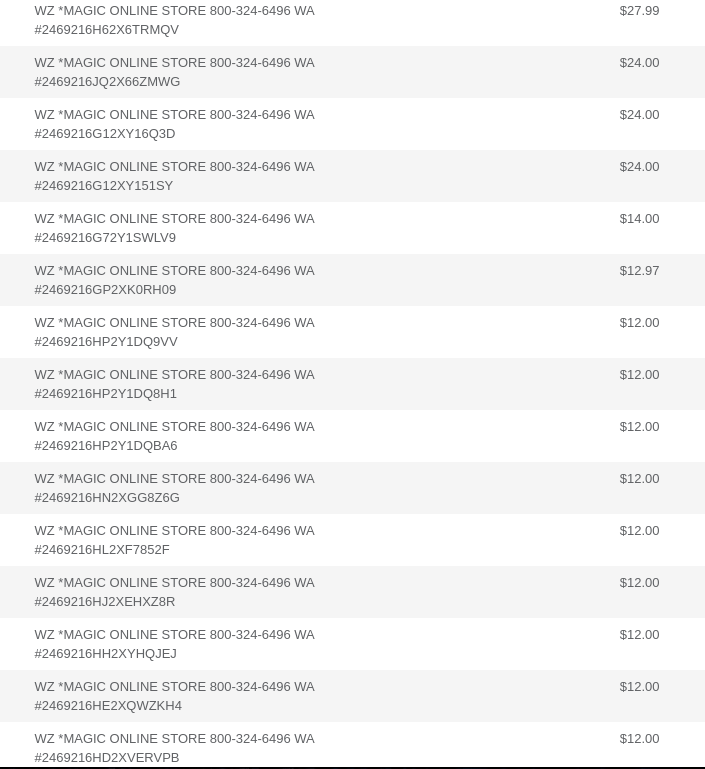 WZ *MAGIC ONLINE STORE 800-324-6496 WA $27.99
#2469216H62X6TRMQV
WZ *MAGIC ONLINE STORE 800-324-6496 WA $24.00
#2469216JQ2X66ZMWG
WZ *MAGIC ONLINE STORE 800-324-6496 WA $24.00
#2469216G12XY16Q3D
WZ *MAGIC ONLINE STORE 800-324-6496 WA $24.00
#2469216G12XY151SY
WZ *MAGIC ONLINE STORE 800-324-6496 WA $14.00
#2469216G72Y1SWLV9
WZ *MAGIC ONLINE STORE 800-324-6496 WA $12.97
#2469216GP2XK0RH09
WZ *MAGIC ONLINE STORE 800-324-6496 WA $12.00
#2469216HP2Y1DQ9VV
WZ *MAGIC ONLINE STORE 800-324-6496 WA $12.00
#2469216HP2Y1DQ8H1
WZ *MAGIC ONLINE STORE 800-324-6496 WA $12.00
#2469216HP2Y1DQBA6
WZ *MAGIC ONLINE STORE 800-324-6496 WA $12.00
#2469216HN2XGG8Z6G
WZ *MAGIC ONLINE STORE 800-324-6496 WA $12.00
#2469216HL2XF7852F
WZ *MAGIC ONLINE STORE 800-324-6496 WA $12.00
#2469216HJ2XEHXZ8R
WZ *MAGIC ONLINE STORE 800-324-6496 WA $12.00
#2469216HH2XYHQJEJ
WZ *MAGIC ONLINE STORE 800-324-6496 WA $12.00
#2469216HE2XQWZKH4
WZ *MAGIC ONLINE STORE 800-324-6496 WA $12.00
#2469216HD2XVERVPB